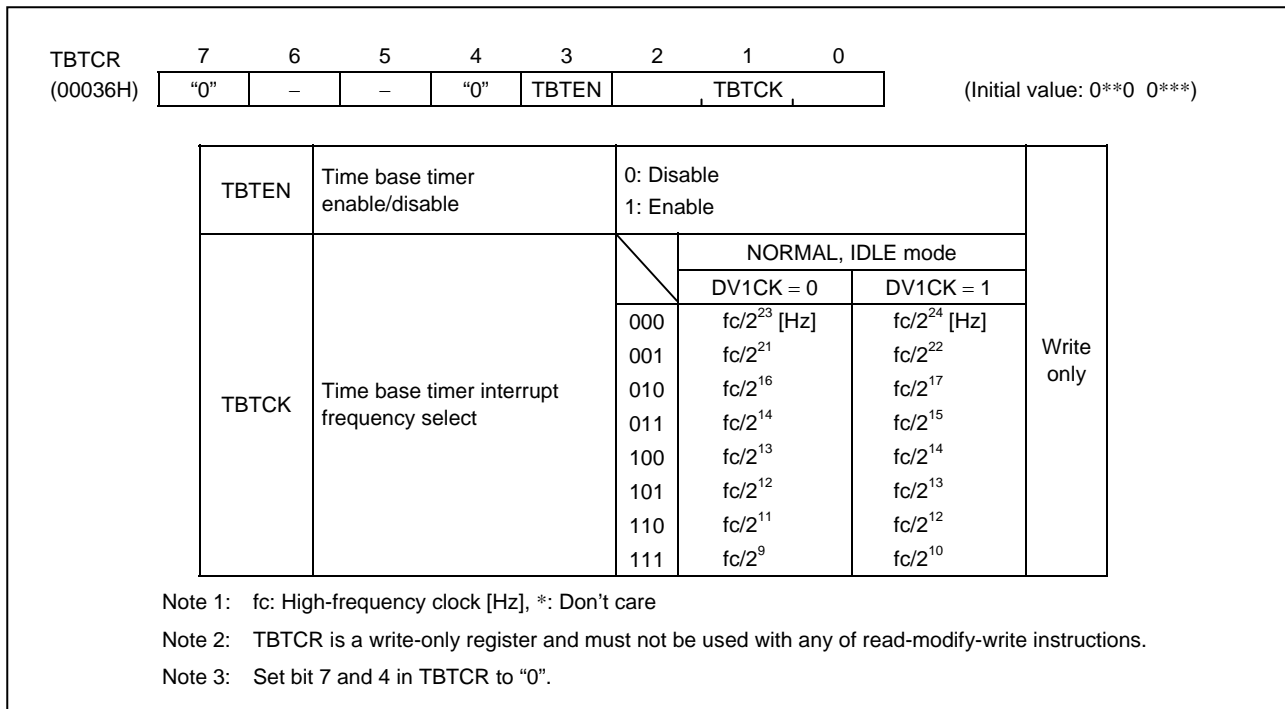 TBTCR 7 6 5 4 3 2 1 0
(00036H) “0” – – “0” TBTEN TBTCK (Initial value: 0**0 0***)
TBTEN Time base timer enable/disable 0: Disable
1: Enable
NORMAL, IDLE mode
DV1CK = 0 DV1CK = 1
000 fc/2^23 [Hz] fc/2^24 [Hz]
001 fc/2^21 fc/2^22
010 fc/2^16 fc/2^17
011 fc/2^14 fc/2^15
100 fc/2^13 fc/2^14
101 fc/2^12 fc/2^13
110 fc/2^11 fc/2^12
111 fc/2^9 fc/2^10
TBTCK Time base timer interrupt
frequency select
Write
only
Note 1: fc: High-frequency clock [Hz], *: Don't care
Note 2: TBTCR is a write-only register and must not be used with any of read-modify-write instructions.
Note 3: Set bit 7 and 4 in TBTCR to “0”.